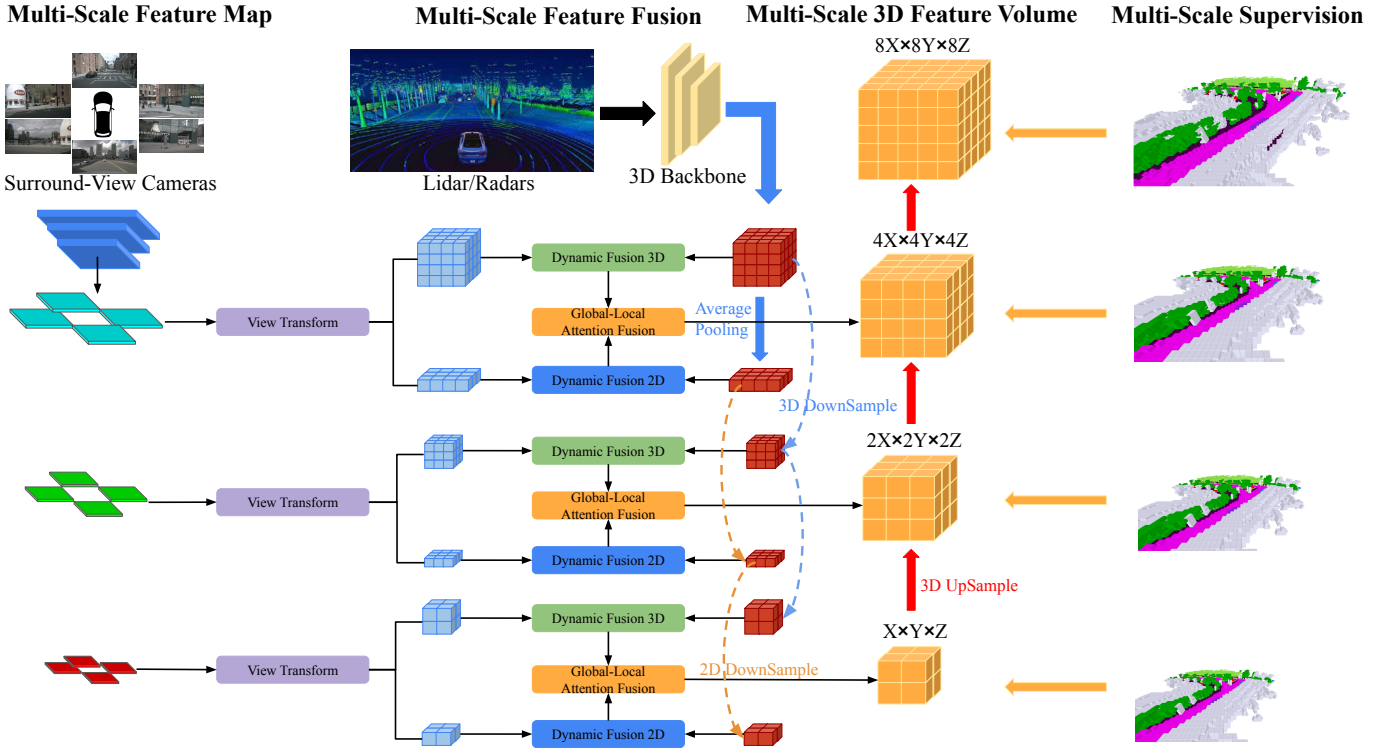 Multi-Scale Feature Map
Multi-Scale Feature Fusion
Multi-Scale 3D Feature Volume
Multi-Scale Supervision
8X×8Y×8Z
Surround-View Cameras
Lidar/Radars
3D Backbone
4X×4Y×4Z
Dynamic Fusion 3D
View Transform
Global-Local
Attention Fusion
Average
Pooling
Dynamic Fusion 2D
3D DownSample
2X×2Y×2Z
Dynamic Fusion 3D
View Transform
Global-Local
Attention Fusion
Dynamic Fusion 2D
3D UpSample
Dynamic Fusion 3D
X×Y×Z
View Transform
Global-Local
Attention Fusion
2D DownSample
Dynamic Fusion 2D